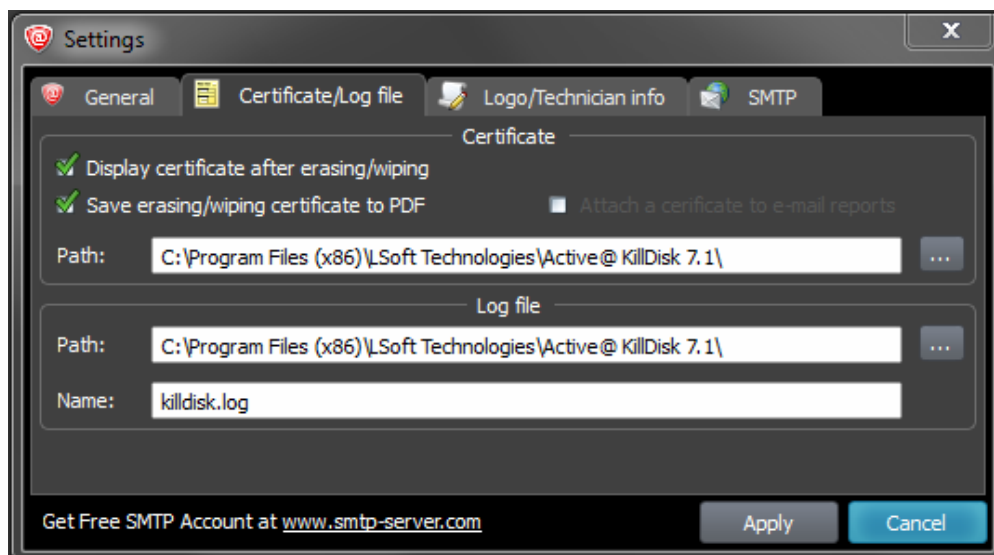 Settings
General Certificate/Log file Logo/Technician info SMTP
Certificate
Display certificate after erasing/wiping
Save erasing/wiping certificate to PDF Attach a cerificate to e-mail reports
Path: C:\Program Files (x86)\LSoft Technologies\Active@ KillDisk 7.1\ ...
Log file
Path: C:\Program Files (x86)\LSoft Technologies\Active@ KillDisk 7.1\ ...
Name: killdisk.log
Get Free SMTP Account at www.smtp-server.com Apply Cancel